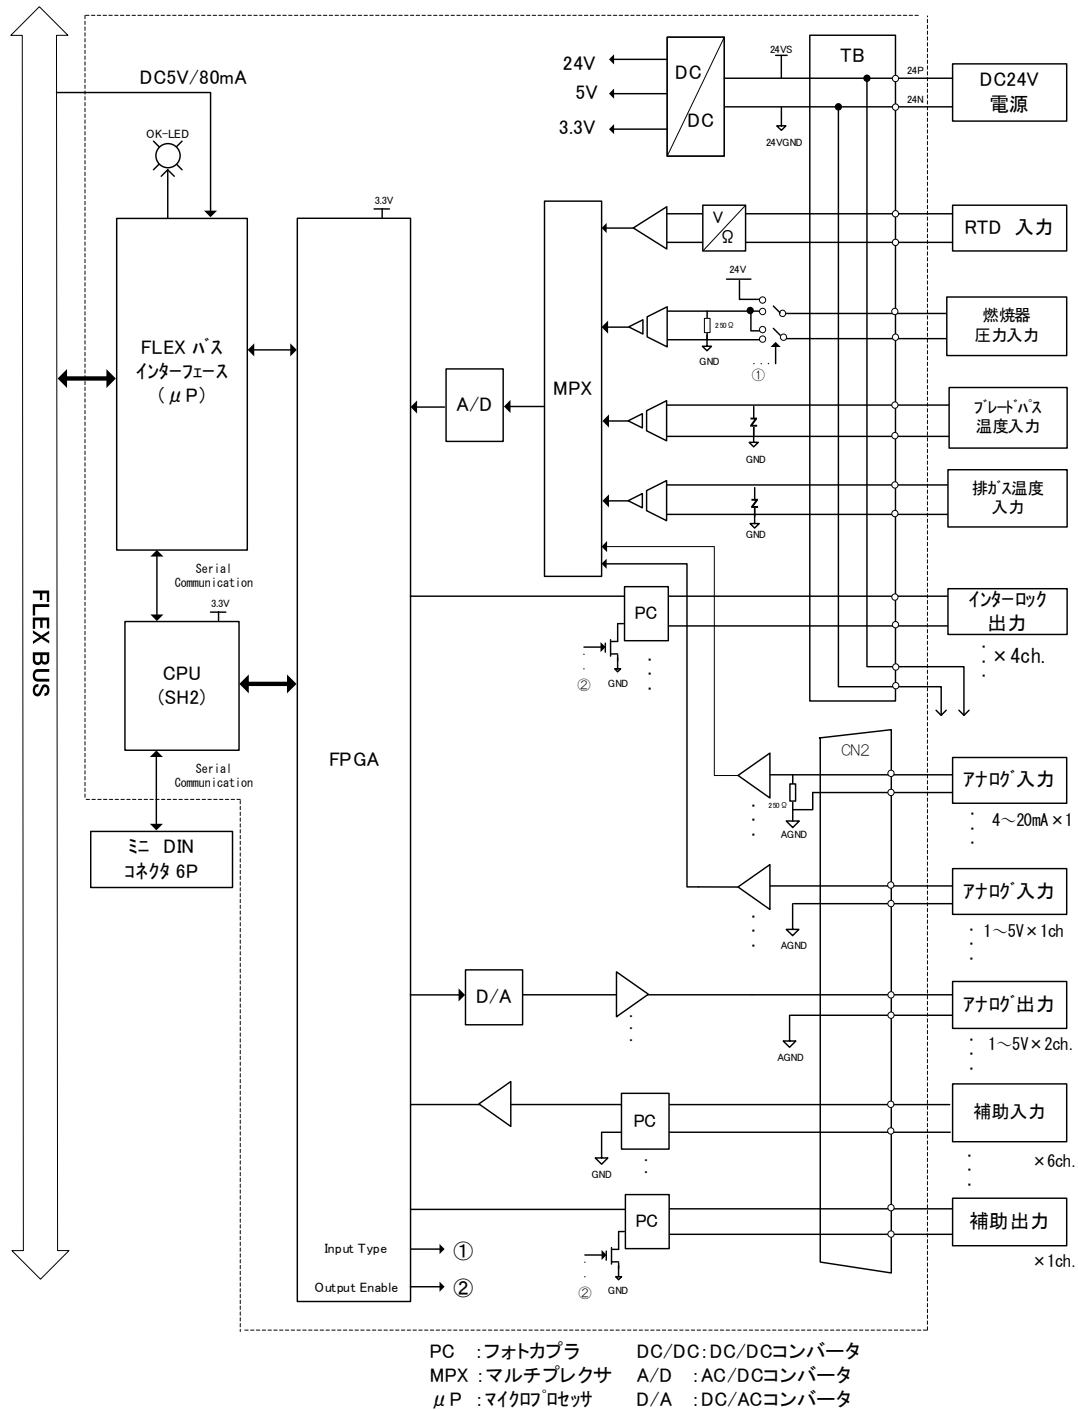 DC5V/80mA
OK-LED
24V
5V
3.3V
DC
DC
24VS
24VGND
TB
24P
24N
DC24V
電源
3.3V
FLEX バス
インターフェース
(μP)
MPX
V
Ω
RTD 入力
24V
250Ω
GND
①
燃焼器
圧力入力
A/D
GND
ブレードパス
温度入力
GND
排ガス温度
入力
Serial
Communication
3.3V
FLEX BUS
CPU
(SH2)
PC
②
GND
インターロック
出力
×4ch.
FPGA
Serial
Communication
CN2
250Ω
AGND
アナログ入力
4～20mA×1
ミニ DIN
コネクタ 6P
AGND
アナログ入力
1～5V×1ch
D/A
AGND
アナログ出力
1～5V×2ch.
PC
GND
補助入力
×6ch.
PC
②
GND
補助出力
×1ch.
Input Type
①
Output Enable
②
PC :フォトカプラ DC/DC:DC/DCコンバータ
MPX :マルチプレクサ A/D :AC/DCコンバータ
μP :マイクロプロセッサ D/A :DC/ACコンバータ